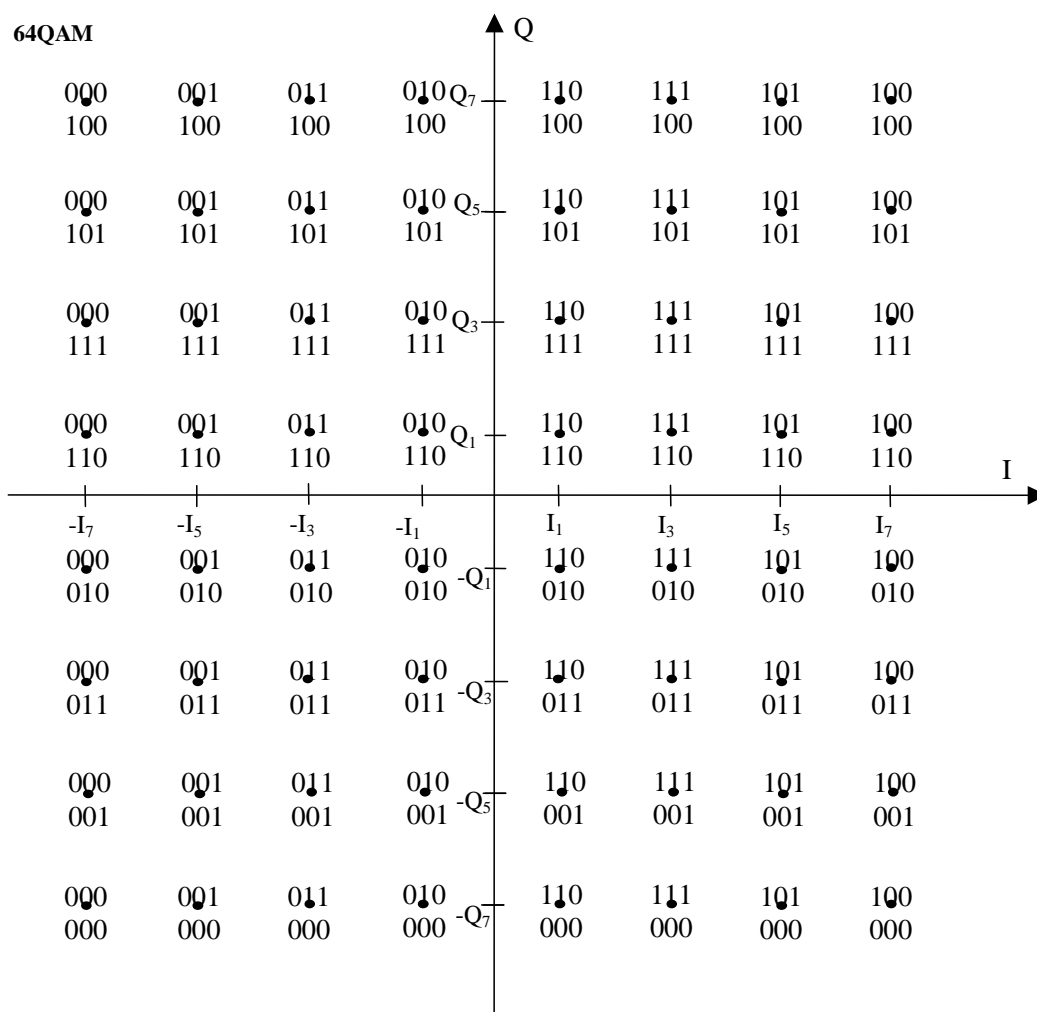 64QAM
Q
000 001 011 010 Q7 110 111 101 100
100 100 100 100 100 100 100 100
000 001 011 010 Q5 110 111 101 100
101 101 101 101 101 101 101 101
000 001 011 010 Q3 110 111 101 100
111 111 111 111 111 111 111 111
000 001 011 010 Q1 110 111 101 100
110 110 110 110 110 110 110 110
I
-I7 -I5 -I3 -I1 I1 I3 I5 I7
000 001 011 010 -Q1 110 111 101 100
010 010 010 010 010 010 010 010
000 001 011 010 -Q3 110 111 101 100
011 011 011 011 011 011 011 011
000 001 011 010 -Q5 110 111 101 100
001 001 001 001 001 001 001 001
000 001 011 010 -Q7 110 111 101 100
000 000 000 000 000 000 000 000